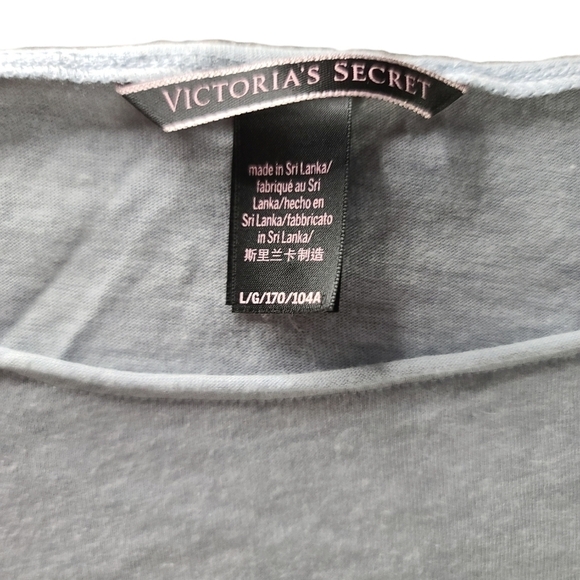 VICTORIA'S SECRET
made in Sri Lanka/
fabriqué au Sri
Lanka/hecho en
Sri Lanka/fabbricato
in Sri Lanka/
斯里兰卡制造
L/G/170/104A